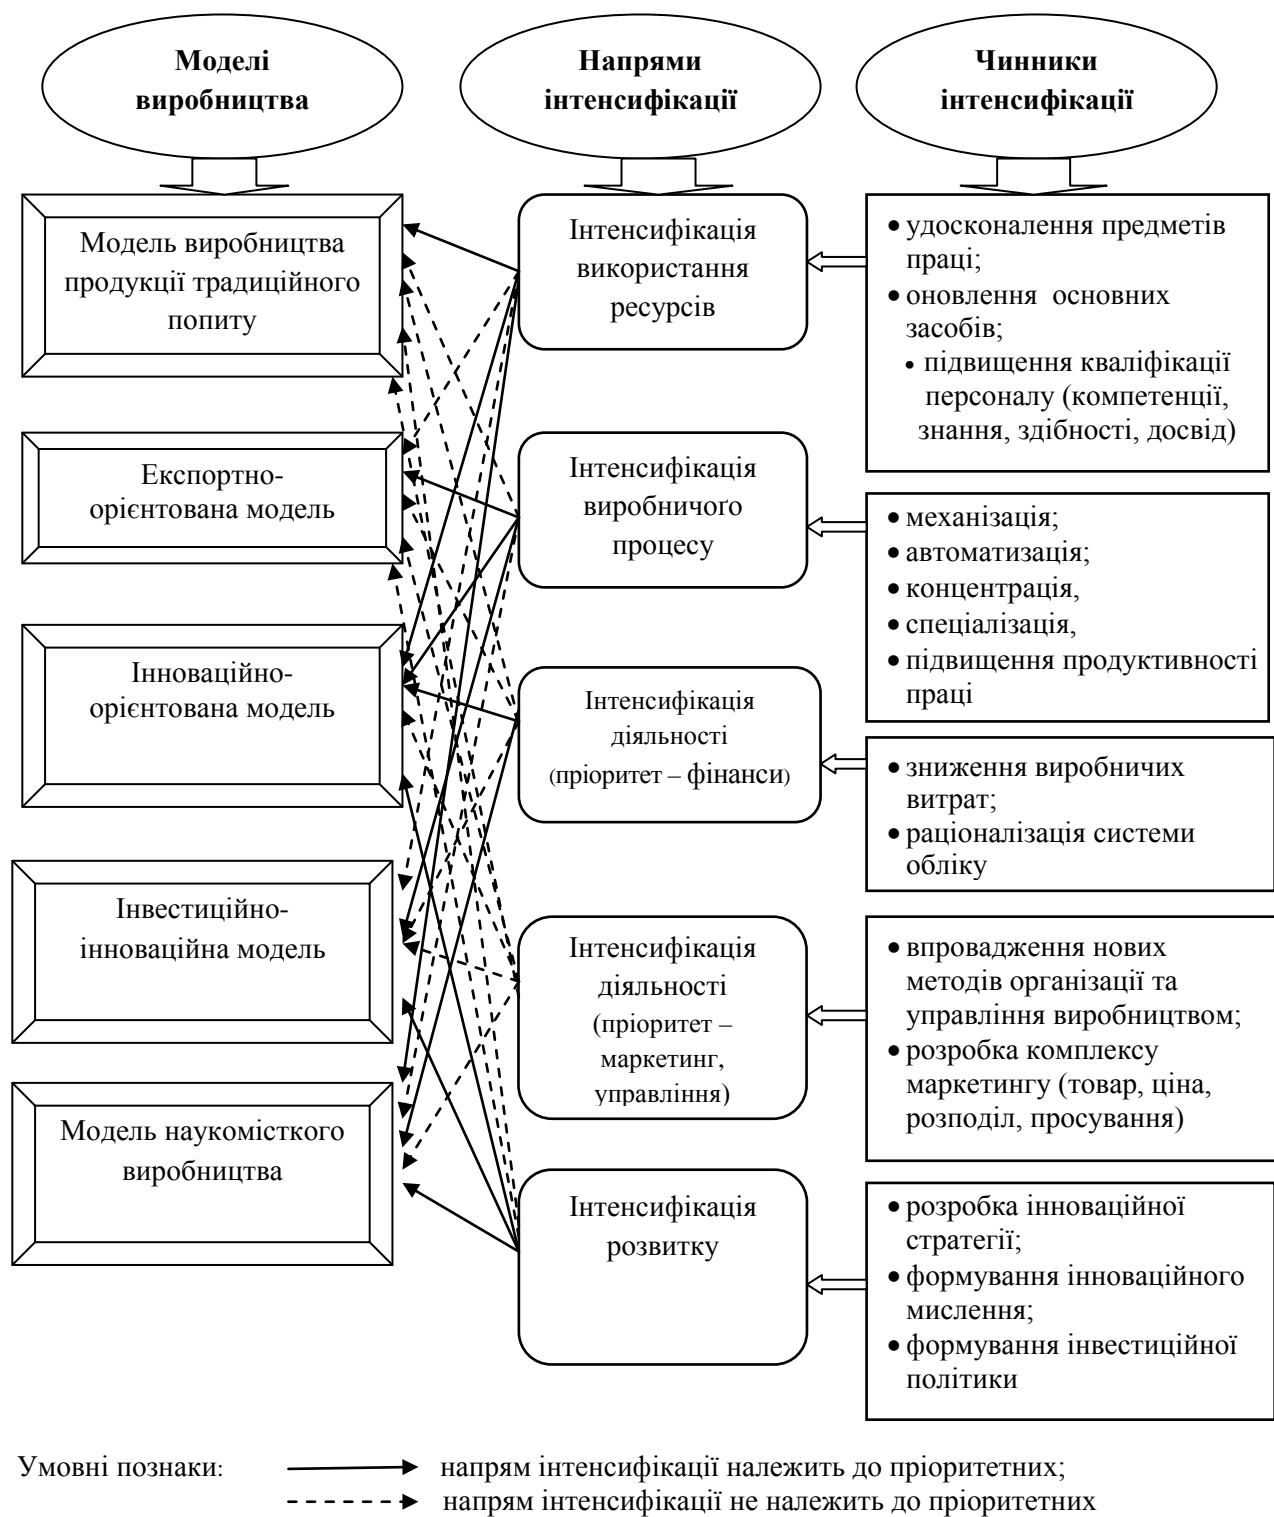 Моделі
виробництва
Напрями
інтенсифікації
Чинники
інтенсифікації
Модель виробництва
продукції традиційного
попиту
Експортно-
орієнтована модель
Інноваційно-
орієнтована модель
Інвестиційно-
інноваційна модель
Модель наукомісткого
виробництва
Інтенсифікація
використання
ресурсів
Інтенсифікація
виробничого
процесу
Інтенсифікація
діяльності
(пріоритет – фінанси)
Інтенсифікація
діяльності
(пріоритет –
маркетинг,
управління)
Інтенсифікація
розвитку
• удосконалення предметів
праці;
• оновлення основних
засобів;
• підвищення кваліфікації
персоналу (компетенції,
знання, здібності, досвід)
• механізація;
• автоматизація;
• концентрація,
• спеціалізація,
• підвищення продуктивності
праці
• зниження виробничих
витрат;
• раціоналізація системи
обліку
• впровадження нових
методів організації та
управління виробництвом;
• розробка комплексу
маркетингу (товар, ціна,
розподіл, просування)
• розробка інноваційної
стратегії;
• формування інноваційного
мислення;
• формування інвестиційної
політики
Умовні познаки:
напрям інтенсифікації належить до пріоритетних;
напрям інтенсифікації не належить до пріоритетних